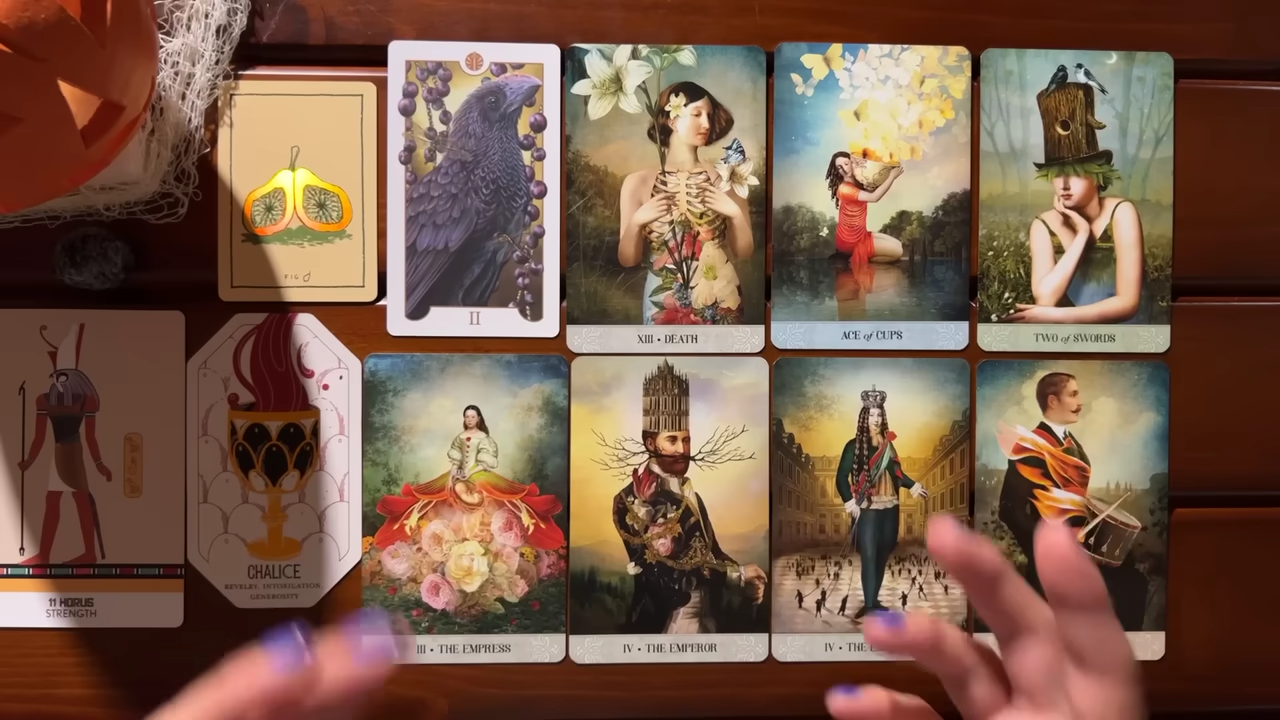 FIG
II
XIII • DEATH
ACE of CUPS
TWO of SWORDS
11 HORUS
STRENGTH
CHALICE
REVELRY, INTOXICATION,
GENEROSITY
III • THE EMPRESS
IV • THE EMPEROR
IV • THE E